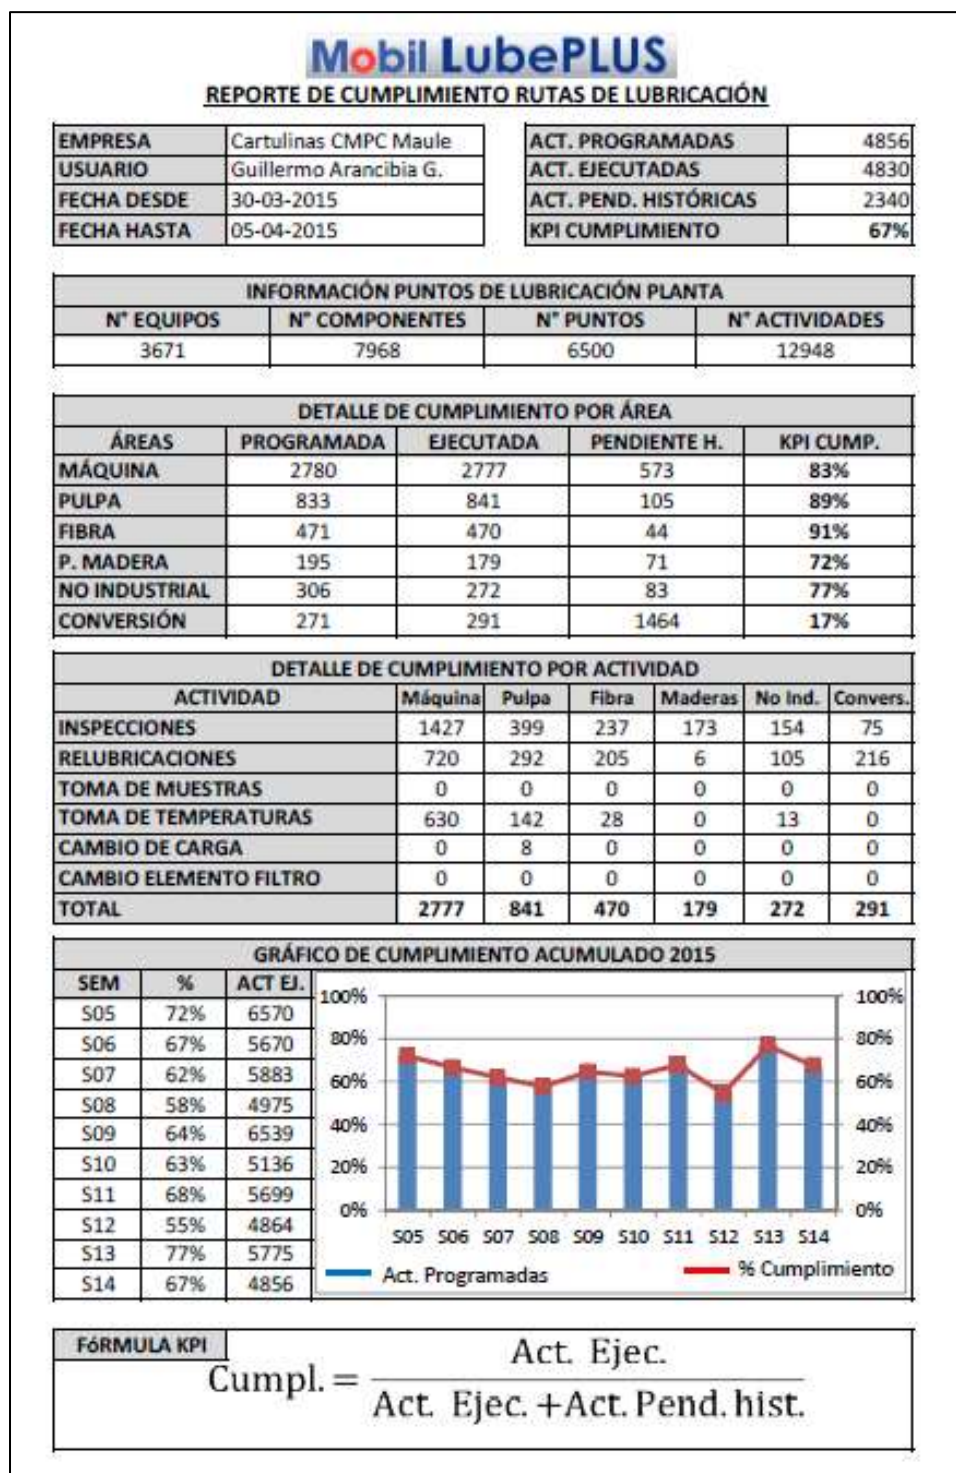 Mobil LubePLUS
REPORTE DE CUMPLIMIENTO RUTAS DE LUBRICACIÓN
EMPRESA Cartulinas CMPC Maule ACT. PROGRAMADAS 4856
USUARIO Guillermo Arancibia G. ACT. EJECUTADAS 4830
FECHA DESDE 30-03-2015 ACT. PEND. HISTÓRICAS 2340
FECHA HASTA 05-04-2015 KPI CUMPLIMIENTO 67%
INFORMACIÓN PUNTOS DE LUBRICACIÓN PLANTA
N° EQUIPOS N° COMPONENTES N° PUNTOS N° ACTIVIDADES
3671 7968 6500 12948
DETALLE DE CUMPLIMIENTO POR ÁREA
ÁREAS PROGRAMADA EJECUTADA PENDIENTE H. KPI CUMP.
MÁQUINA 2780 2777 573 83%
PULPA 833 841 105 89%
FIBRA 471 470 44 91%
P. MADERA 195 179 71 72%
NO INDUSTRIAL 306 272 83 77%
CONVERSIÓN 271 291 1464 17%
DETALLE DE CUMPLIMIENTO POR ACTIVIDAD
ACTIVIDAD Máquina Pulpa Fibra Maderas No Ind. Convers.
INSPECCIONES 1427 399 237 173 154 75
RELUBRICACIONES 720 292 205 6 105 216
TOMA DE MUESTRAS 0 0 0 0 0 0
TOMA DE TEMPERATURAS 630 142 28 0 13 0
CAMBIO DE CARGA 0 8 0 0 0 0
CAMBIO ELEMENTO FILTRO 0 0 0 0 0 0
TOTAL 2777 841 470 179 272 291
GRÁFICO DE CUMPLIMIENTO ACUMULADO 2015
SEM % ACT EJ.
S05 72% 6570
S06 67% 5670
S07 62% 5883
S08 58% 4975
S09 64% 6539
S10 63% 5136
S11 68% 5699
S12 55% 4864
S13 77% 5775
S14 67% 4856
100% 100%
80% 80%
60% 60%
40% 40%
20% 20%
0% 0%
S05 S06 S07 S08 S09 S10 S11 S12 S13 S14
Act. Programadas % Cumplimiento
FóRMULA KPI
Cumpl. = Act. Ejec.
Act. Ejec. +Act. Pend. hist.